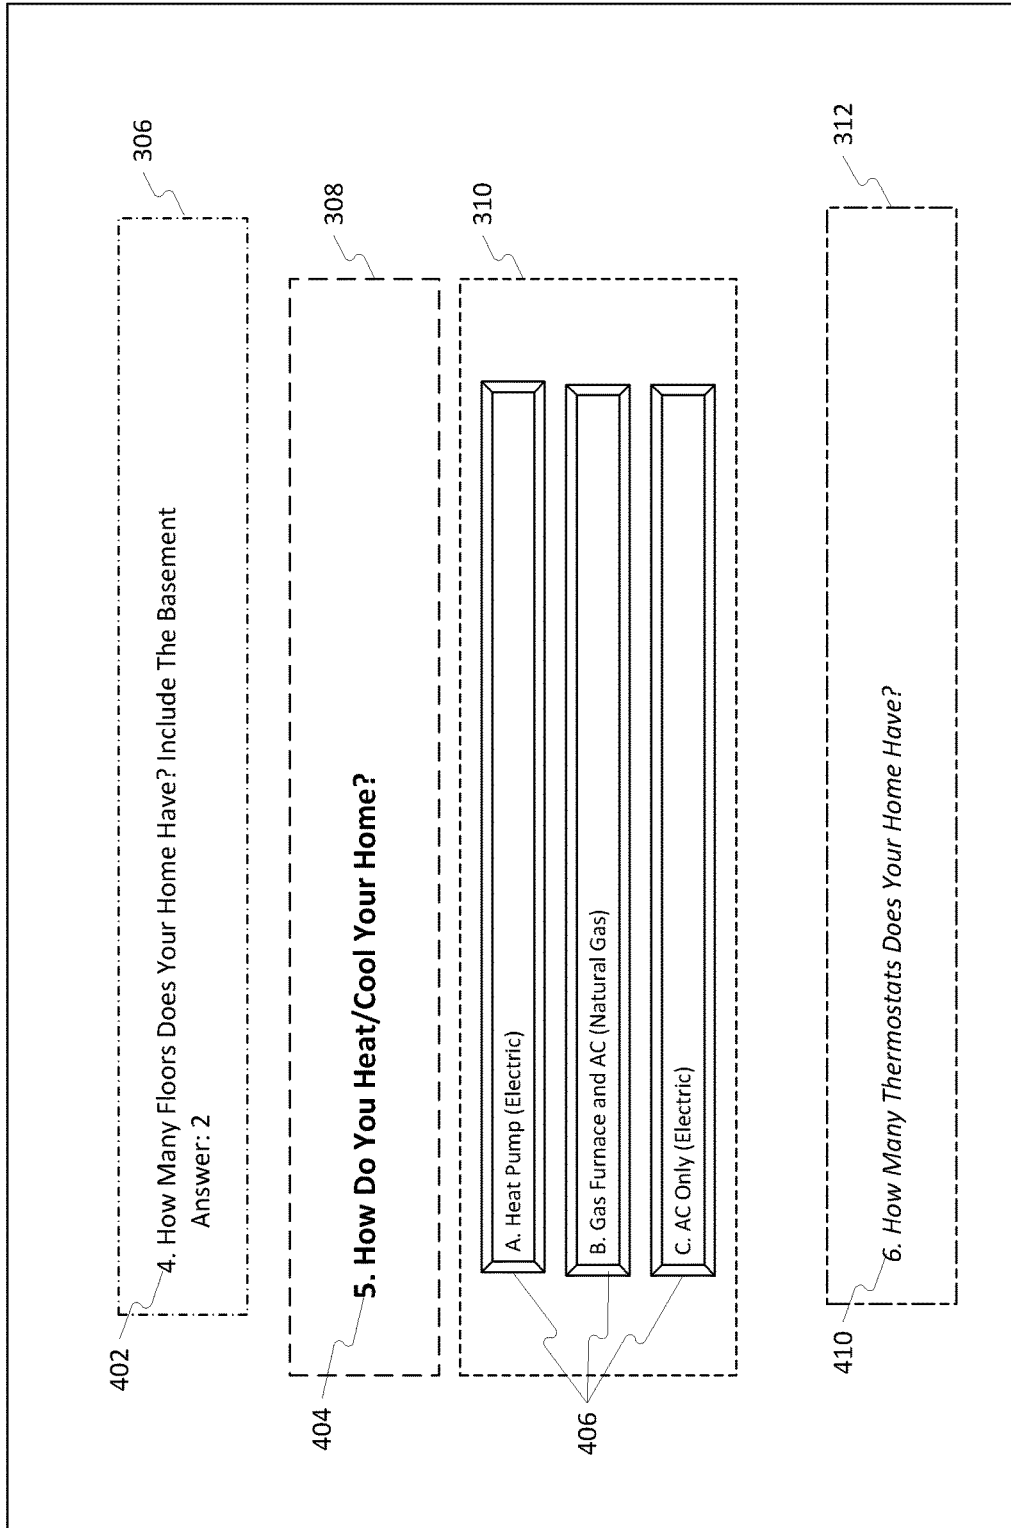 306
402
4. How Many Floors Does Your Home Have? Include The Basement
Answer: 2
308
404
5. How Do You Heat/Cool Your Home?
310
406
A. Heat Pump (Electric)
B. Gas Furnace and AC (Natural Gas)
C. AC Only (Electric)
312
410
6. How Many Thermostats Does Your Home Have?